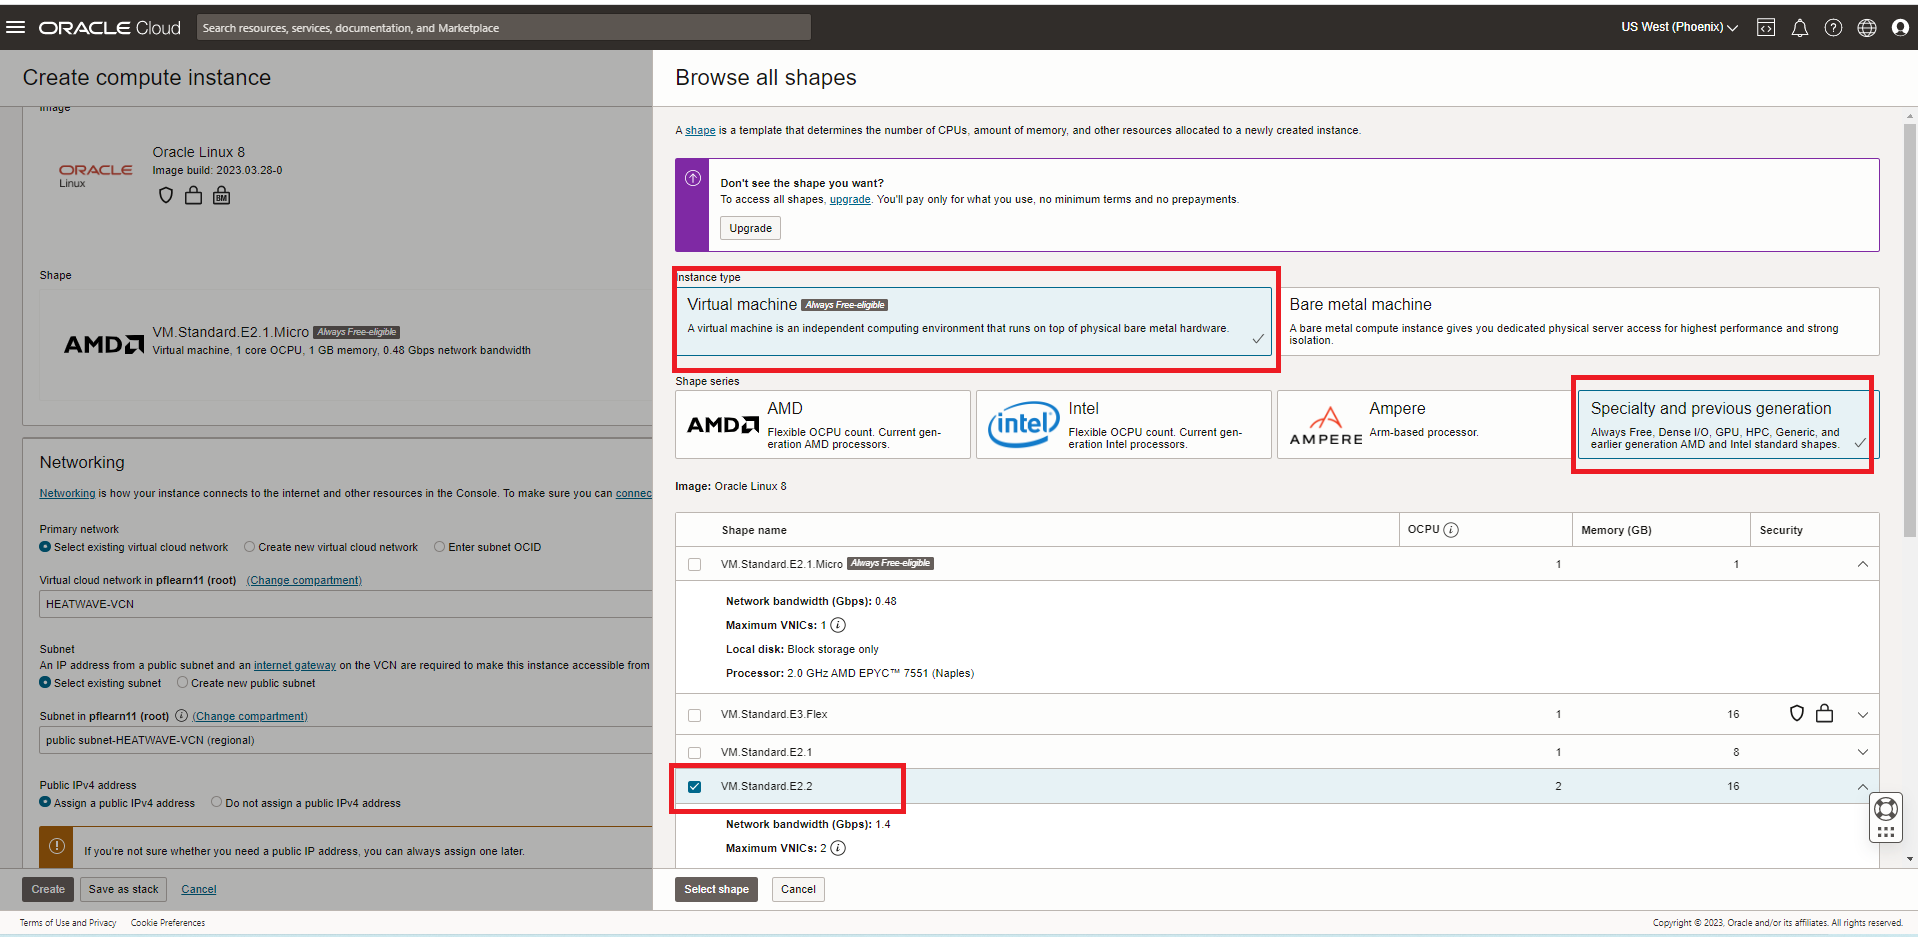 ORACLE Cloud
Search resources, services, documentation, and Marketplace
US West (Phoenix)
Create compute instance
Image
ORACLE
Linux
Oracle Linux 8
Image build: 2023.03.28-0
BM
Shape
AMD
VM.Standard.E2.1.Micro Always Free-eligible
Virtual machine, 1 core OCPU, 1 GB memory, 0.48 Gbps network bandwidth
Networking
Networking is how your instance connects to the internet and other resources in the Console. To make sure you can connec
Primary network
Select existing virtual cloud network Create new virtual cloud network Enter subnet OCID
Virtual cloud network in pflearn11 (root) (Change compartment)
HEATWAVE-VCN
Subnet
An IP address from a public subnet and an internet gateway on the VCN are required to make this instance accessible from
Select existing subnet Create new public subnet
Subnet in pflearn11 (root) (Change compartment)
public subnet-HEATWAVE-VCN (regional)
Public IPv4 address
Assign a public IPv4 address Do not assign a public IPv4 address
If you're not sure whether you need a public IP address, you can always assign one later.
Create Save as stack Cancel
Browse all shapes
A shape is a template that determines the number of CPUs, amount of memory, and other resources allocated to a newly created instance.
Don't see the shape you want?
To access all shapes, upgrade. You'll pay only for what you use, no minimum terms and no prepayments.
Upgrade
Instance type
Virtual machine Always Free-eligible
A virtual machine is an independent computing environment that runs on top of physical bare metal hardware.
Bare metal machine
A bare metal compute instance gives you dedicated physical server access for highest performance and strong
isolation.
Shape series
AMD
AMD
Flexible OCPU count. Current gen-
eration AMD processors.
intel
Intel
Flexible OCPU count. Current gen-
eration Intel processors.
AMPERE
Ampere
Arm-based processor.
Specialty and previous generation
Always Free, Dense I/O, GPU, HPC, Generic, and
earlier generation AMD and Intel standard shapes.
Image: Oracle Linux 8
Shape name OCPU Memory (GB) Security
VM.Standard.E2.1.Micro Always Free-eligible 1 1
Network bandwidth (Gbps): 0.48
Maximum VNICs: 1
Local disk: Block storage only
Processor: 2.0 GHz AMD EPYC™ 7551 (Naples)
VM.Standard.E3.Flex 1 16
VM.Standard.E2.1 1 8
VM.Standard.E2.2 2 16
Network bandwidth (Gbps): 1.4
Maximum VNICs: 2
Select shape Cancel
Terms of Use and Privacy Cookie Preferences
Copyright © 2023, Oracle and/or its affiliates. All rights reserved.